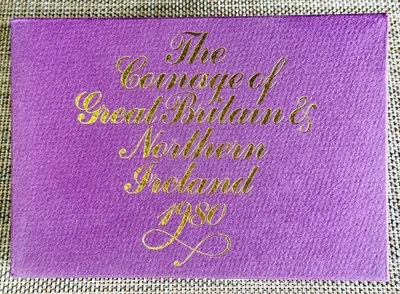 The
Coinage of
Great Britain &
Northern
Ireland
1980